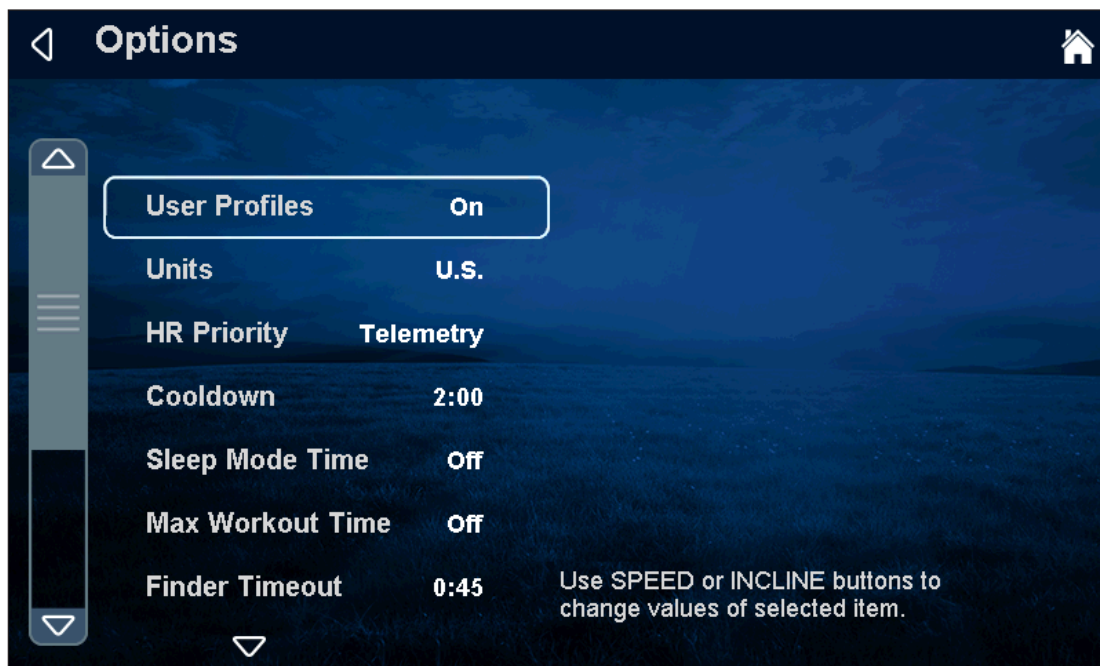 Options
User Profiles On
Units U.S.
HR Priority Telemetry
Cooldown 2:00
Sleep Mode Time Off
Max Workout Time Off
Finder Timeout 0:45
Use SPEED or INCLINE buttons to
change values of selected item.